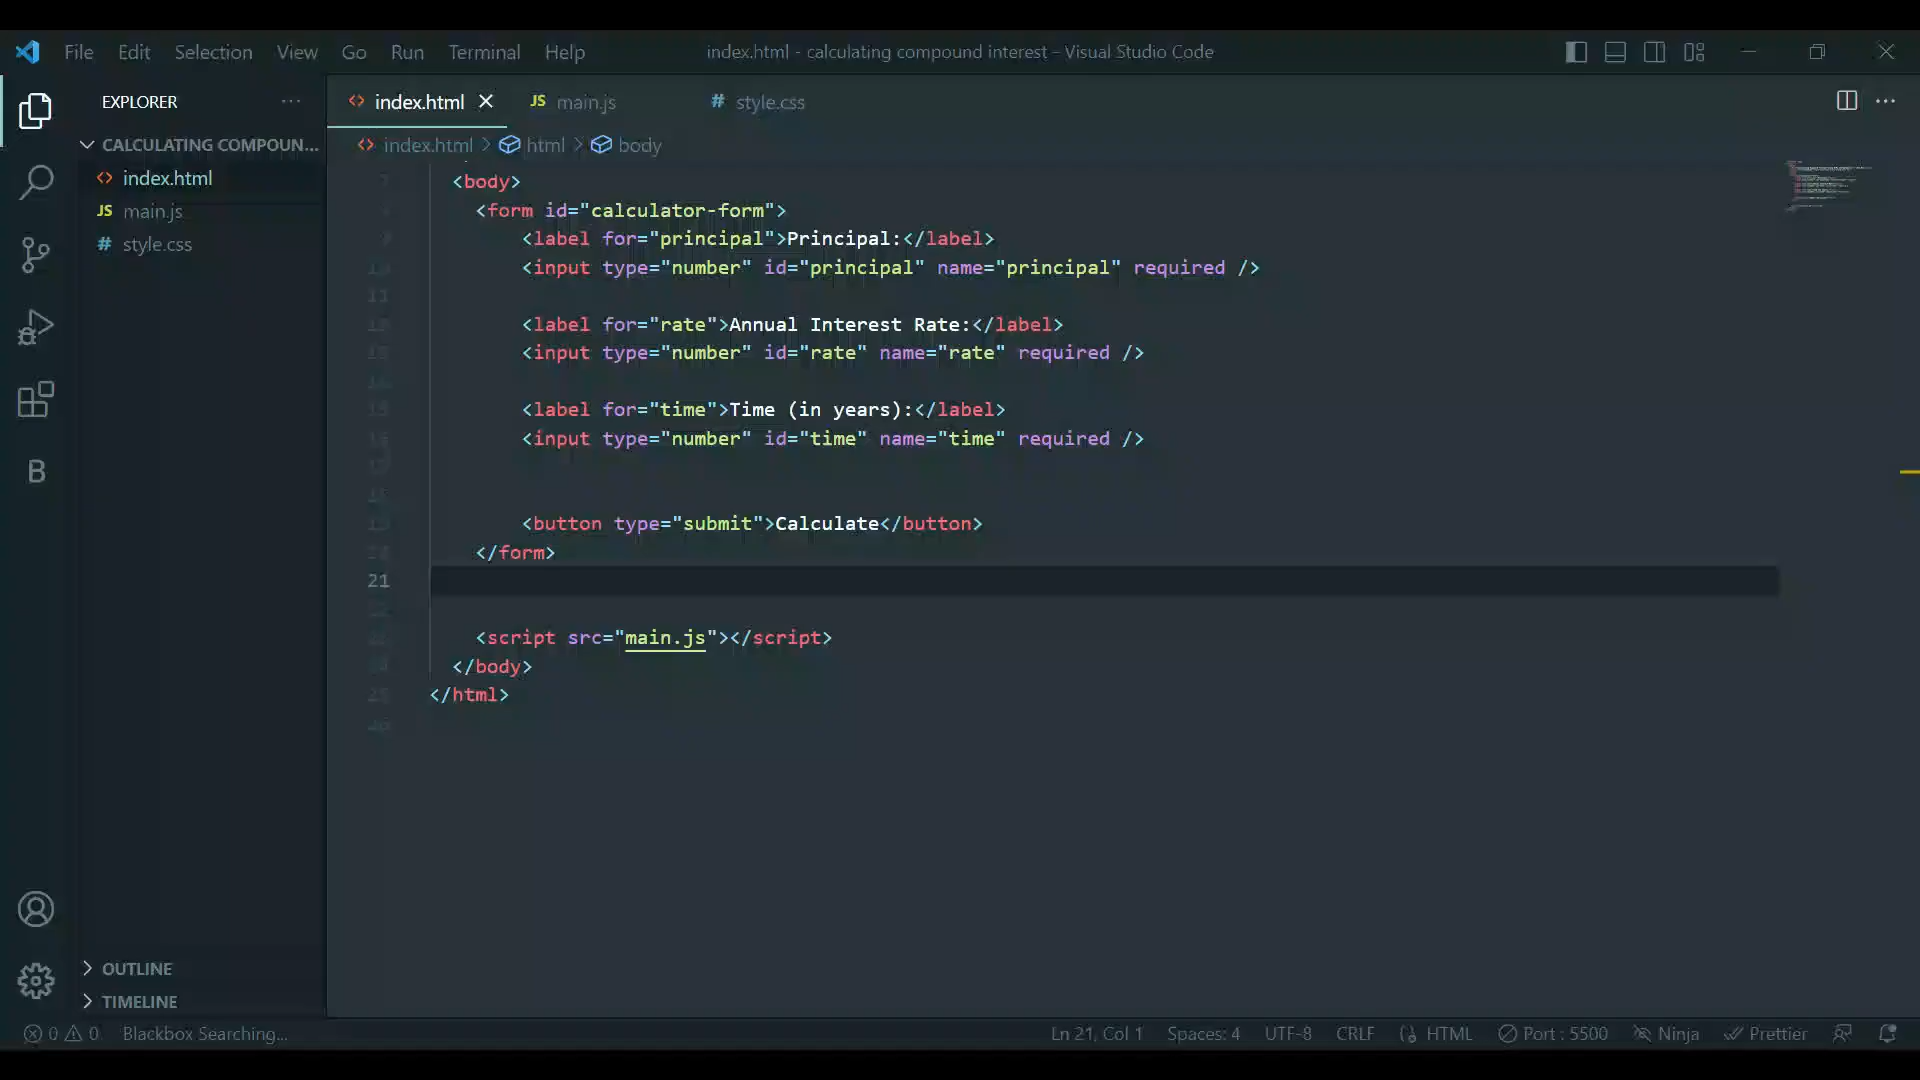 File Edit Selection View Go Run Terminal Help index.html - calculating compound interest - Visual Studio Code
EXPLORER ...
index.html
JS main.js
# style.css
CALCULATING COMPOUN...
index.html > html > body
index.html
JS main.js
# style.css
<body>
<form id="calculator-form">
<label for="principal">Principal:</label>
<input type="number" id="principal" name="principal" required />
<label for="rate">Annual Interest Rate:</label>
<input type="number" id="rate" name="rate" required />
<label for="time">Time (in years):</label>
<input type="number" id="time" name="time" required />
<button type="submit">Calculate</button>
</form>
21
<script src="main.js"></script>
</body>
</html>
B
OUTLINE
TIMELINE
0 0 Blackbox Searching... Ln 21, Col 1 Spaces: 4 UTF-8 CRLF HTML Port : 5500 Ninja Prettier